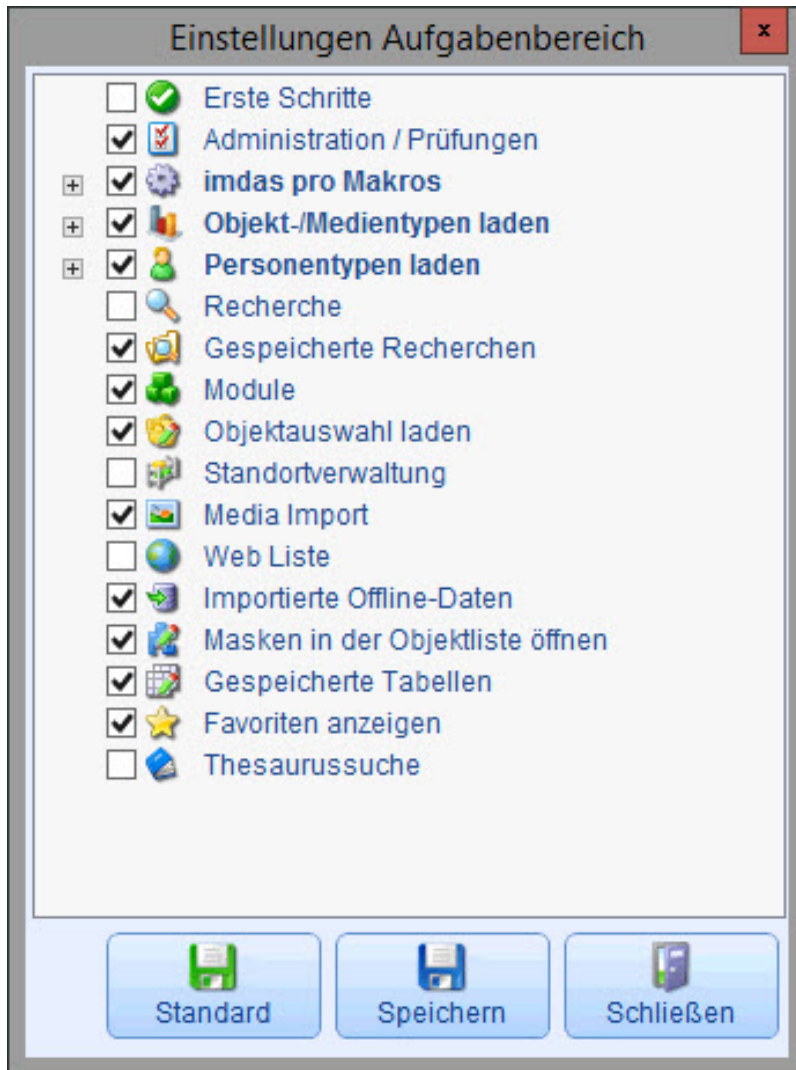 Einstellungen Aufgabenbereich
x
Erste Schritte
Administration / Prüfungen
imdas pro Makros
Objekt-/Medientypen laden
Personentypen laden
Recherche
Gespeicherte Recherchen
Module
Objektauswahl laden
Standortverwaltung
Media Import
Web Liste
Importierte Offline-Daten
Masken in der Objektliste öffnen
Gespeicherte Tabellen
Favoriten anzeigen
Thesaurussuche
Standard Speichern Schließen